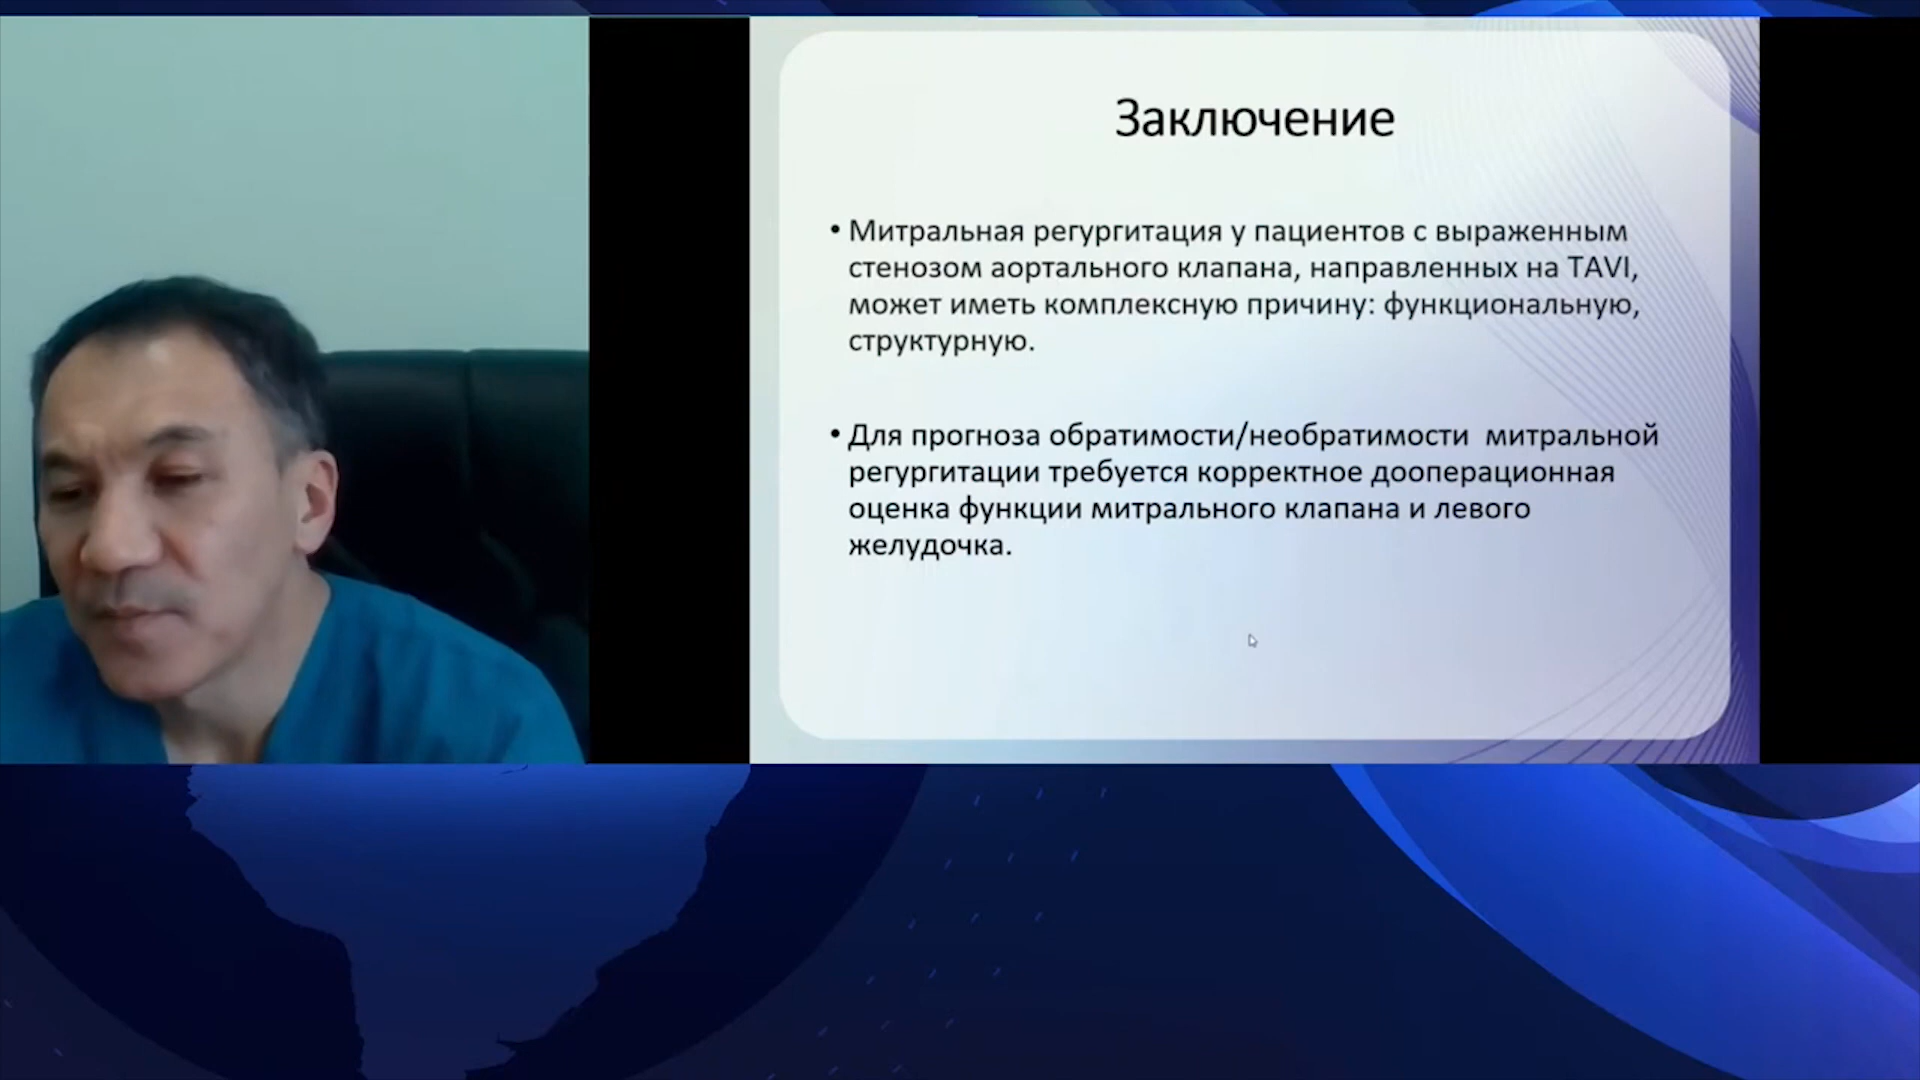 Заключение
• Митральная регургитация у пациентов с выраженным
стенозом аортального клапана, направленных на TAVI,
может иметь комплексную причину: функциональную,
структурную.
• Для прогноза обратимости/необратимости митральной
регургитации требуется корректное дооперационная
оценка функции митрального клапана и левого
желудочка.